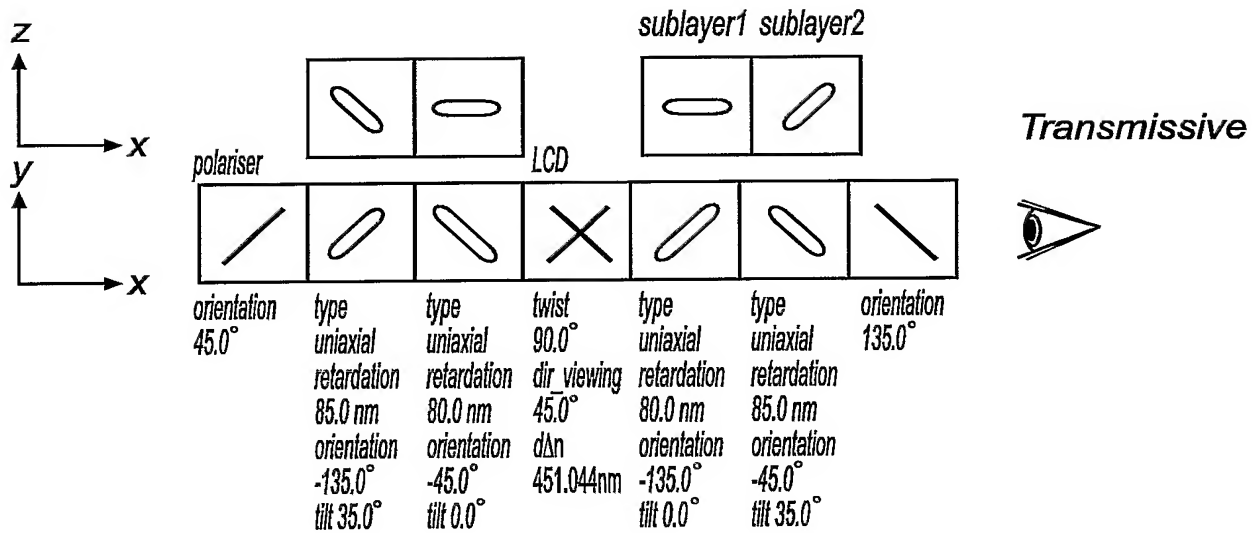 z
x
y
x
sublayer1 sublayer2
Transmissive
polariser
LCD
orientation
45.0°
type
uniaxial
retardation
85.0 nm
orientation
-135.0°
tilt 35.0°
type
uniaxial
retardation
80.0 nm
orientation
-45.0°
tilt 0.0°
twist
90.0°
dir_viewing
45.0°
dΔn
451.044nm
type
uniaxial
retardation
80.0 nm
orientation
-135.0°
tilt 0.0°
type
uniaxial
retardation
85.0 nm
orientation
-45.0°
tilt 35.0°
orientation
135.0°